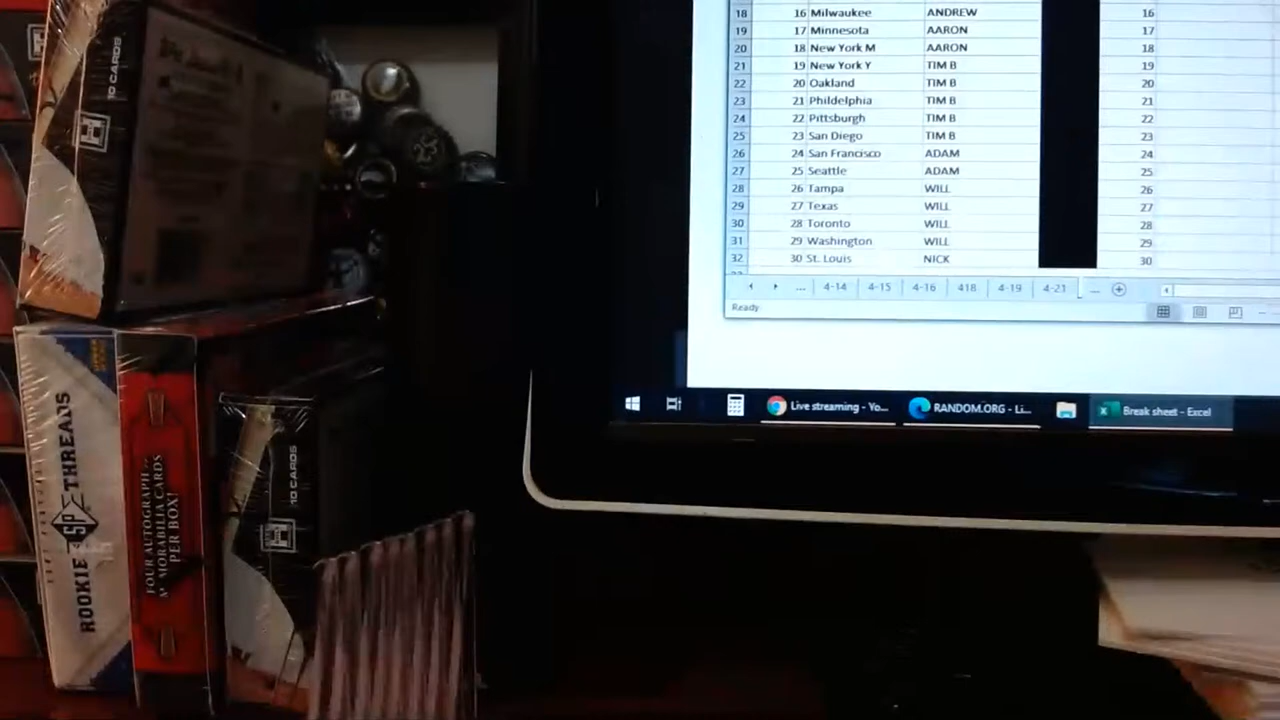 18 16 Milwaukee ANDREW 16
19 17 Minnesota AARON 17
20 18 New York M AARON 18
21 19 New York Y TIM B 19
22 20 Oakland TIM B 20
23 21 Phildelphia TIM B 21
24 22 Pittsburgh TIM B 22
25 23 San Diego TIM B 23
26 24 San Francisco ADAM 24
27 25 Seattle ADAM 25
28 26 Tampa WILL 26
29 27 Texas WILL 27
30 28 Toronto WILL 28
31 29 Washington WILL 29
32 30 St. Louis NICK 30
... 4-14 4-15 4-16 418 4-19 4-21 ...
Ready
Live streaming - Yo... RANDOM.ORG - Li... Break sheet - Excel
10 CARDS
H
25
ROOKIE SP THREADS
FOUR AUTOGRAPH
MEMORABILIA CARDS
PER BOX!
10 CARDS
H